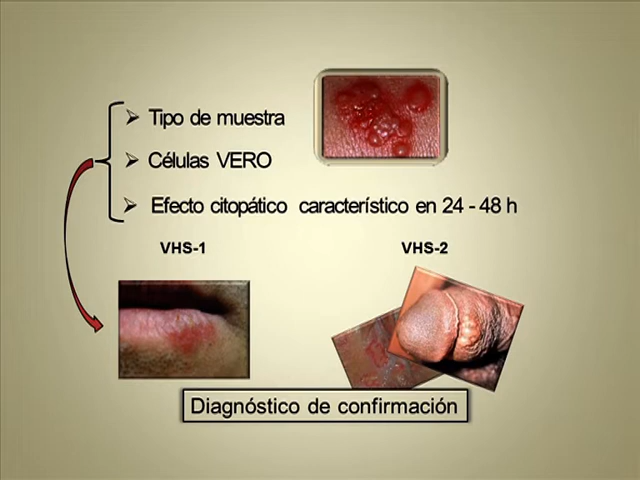 Tipo de muestra
Células VERO
Efecto citopático característico en 24 - 48 h
VHS-1
VHS-2
Diagnóstico de confirmación